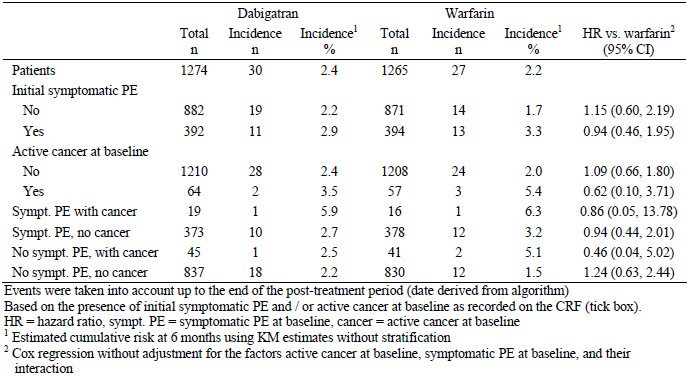 Dabigatran Warfarin
Total Incidence Incidence1 Total Incidence Incidence1 HR vs. warfarin2
n n % n n % (95% CI)
Patients 1274 30 2.4 1265 27 2.2
Initial symptomatic PE
No 882 19 2.2 871 14 1.7 1.15 (0.60, 2.19)
Yes 392 11 2.9 394 13 3.3 0.94 (0.46, 1.95)
Active cancer at baseline
No 1210 28 2.4 1208 24 2.0 1.09 (0.66, 1.80)
Yes 64 2 3.5 57 3 5.4 0.62 (0.10, 3.71)
Sympt. PE with cancer 19 1 5.9 16 1 6.3 0.86 (0.05, 13.78)
Sympt. PE, no cancer 373 10 2.7 378 12 3.2 0.94 (0.44, 2.01)
No sympt. PE, with cancer 45 1 2.5 41 2 5.1 0.46 (0.04, 5.02)
No sympt. PE, no cancer 837 18 2.2 830 12 1.5 1.24 (0.63, 2.44)
Events were taken into account up to the end of the post-treatment period (date derived from algorithm)
Based on the presence of initial symptomatic PE and / or active cancer at baseline as recorded on the CRF (tick box).
HR = hazard ratio, sympt. PE = symptomatic PE at baseline, cancer = active cancer at baseline
1 Estimated cumulative risk at 6 months using KM estimates without stratification
2 Cox regression without adjustment for the factors active cancer at baseline, symptomatic PE at baseline, and their
interaction